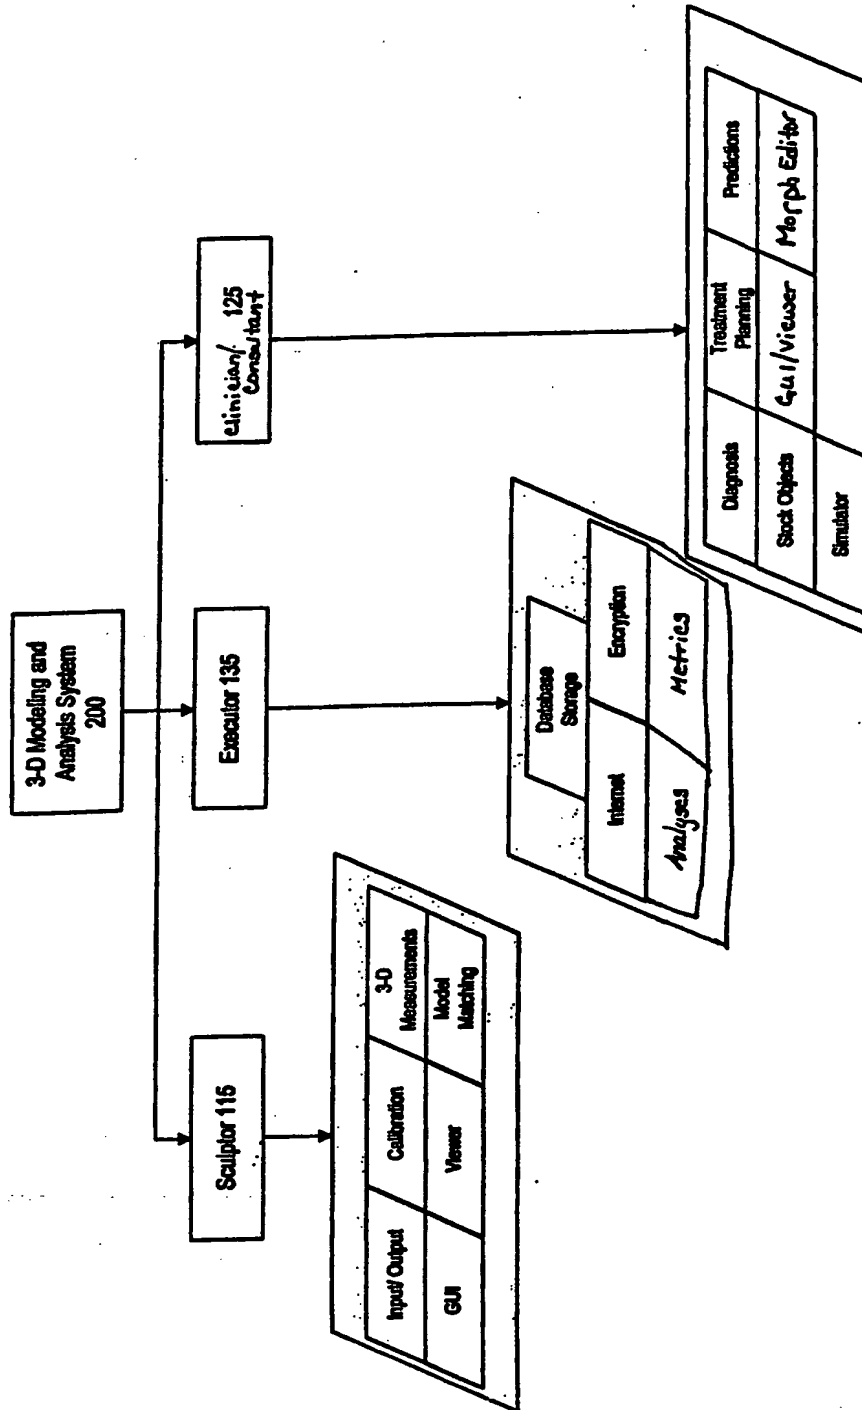 3-D Modeling and
Analysis System
200
Sculptor 115
Executor 135
Clinician/ 125
Consultant
Input/ Output
Calibration
3-D
Measurements
GUI
Viewer
Model
Matching
Database
Storage
Internet
Encryption
Analyses
Metrics
Diagnosis
Treatment
Planning
Predictions
Stock Objects
GUI/Viewer
Morph Editor
Simulator